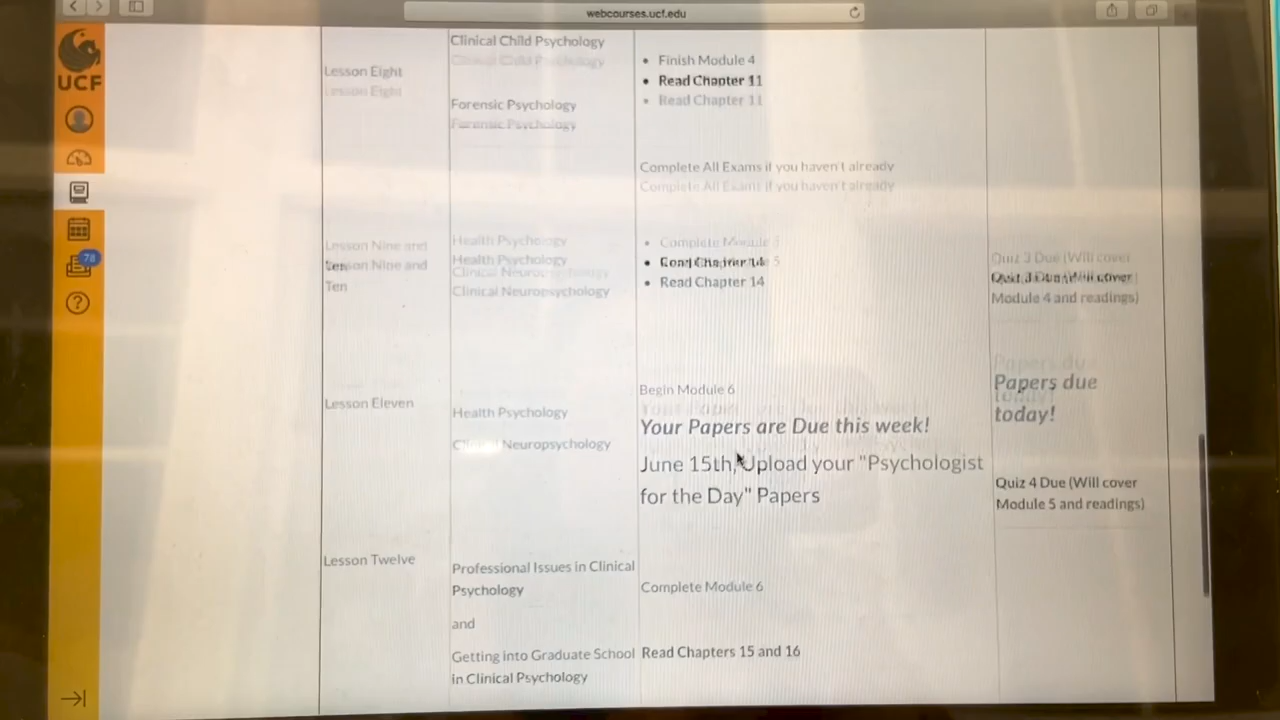 webcourses.ucf.edu
UCF
78
Clinical Child Psychology
Lesson Eight
Forensic Psychology
Finish Module 4
Read Chapter 11
Complete All Exams if you haven't already
Lesson Nine and
Ten
Health Psychology
Clinical Neuropsychology
Read Chapter 14
Quiz 3 Due (Will cover
Module 4 and readings)
Lesson Eleven
Health Psychology
Clinical Neuropsychology
Begin Module 6
Your Papers are Due this week!
June 15th, Upload your "Psychologist
for the Day" Papers
Papers due
today!
Quiz 4 Due (Will cover
Module 5 and readings)
Lesson Twelve
Professional Issues in Clinical
Psychology
and
Getting into Graduate School
in Clinical Psychology
Complete Module 6
Read Chapters 15 and 16